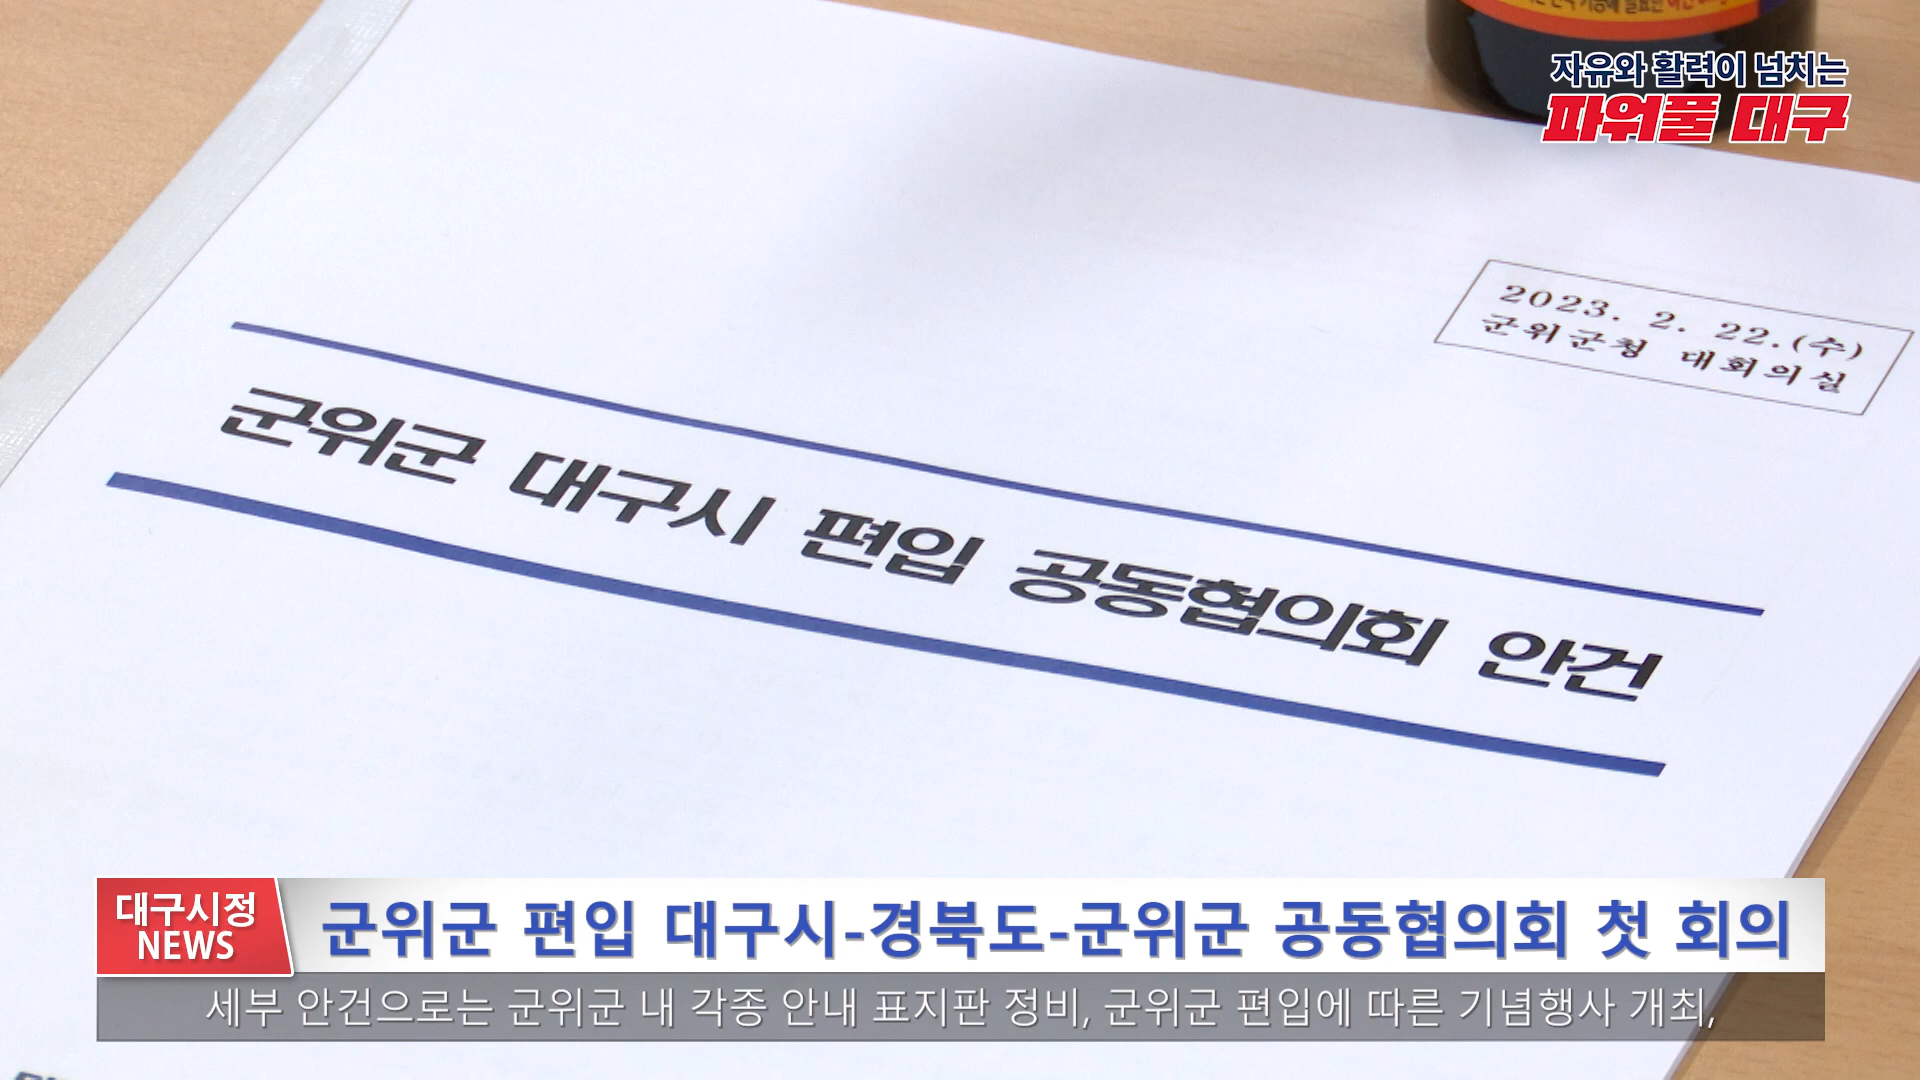 자유와 활력이 넘치는
파워풀 대구
2023. 2. 22.(수)
군위군청 대회의실
군위군 대구시 편입 공동협의회 안건
대구시정
NEWS
군위군 편입 대구시-경북도-군위군 공동협의회 첫 회의
세부 안건으로는 군위군 내 각종 안내 표지판 정비, 군위군 편입에 따른 기념행사 개최,